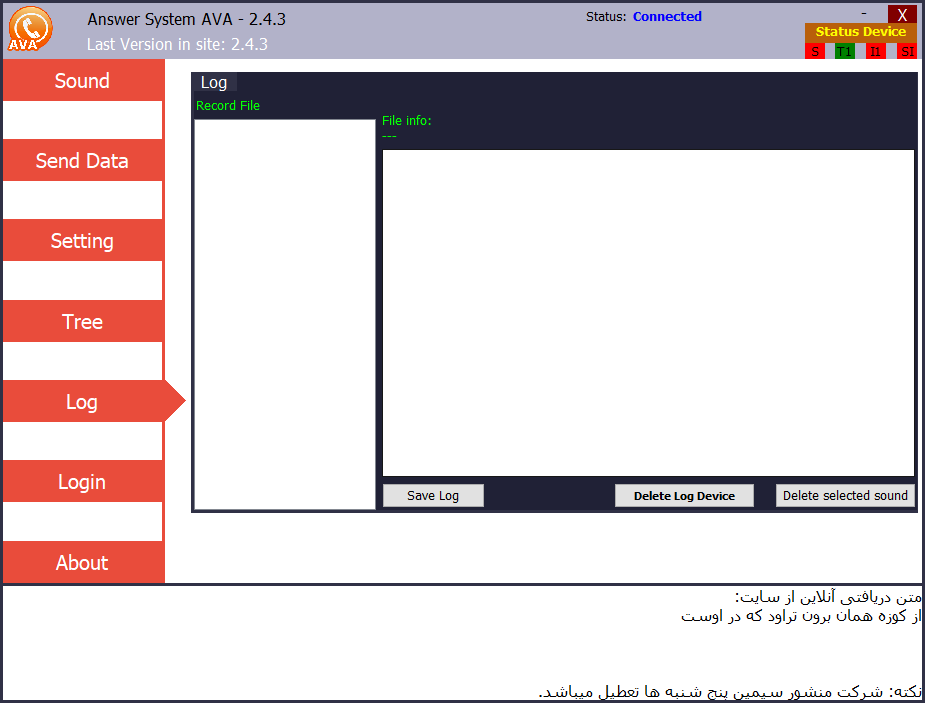 AVA
Answer System AVA - 2.4.3
Last Version in site: 2.4.3
Status: Connected
-
X
Status Device
S T1 I1 SI
Sound
Send Data
Setting
Tree
Log
Login
About
Log
Record File
File info:
---
Save Log
Delete Log Device
Delete selected sound
متن دریافتی آنلاین از سایت:
از کوزه همان برون تراود که در اوست
نکته: شرکت منشور سیمین پنج شنبه ها تعطیل میباشد.